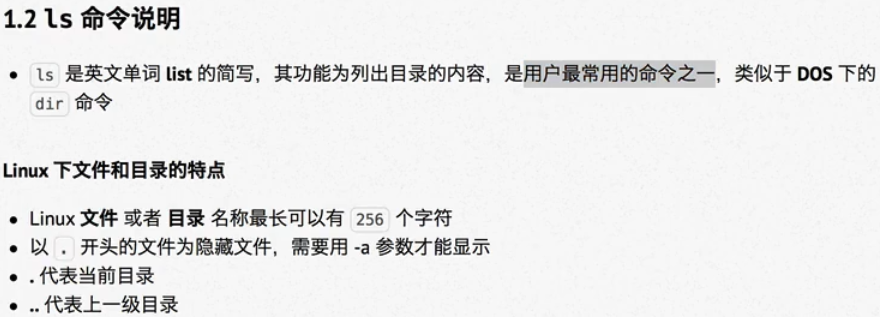 1.2 ls 命令说明
• ls 是英文单词 list 的简写，其功能为列出目录的内容，是用户最常用的命令之一，类似于 DOS 下的
dir 命令
Linux 下文件和目录的特点
• Linux 文件 或者 目录 名称最长可以有 256 个字符
• 以 . 开头的文件为隐藏文件，需要用 -a 参数才能显示
• . 代表当前目录
• .. 代表上一级目录